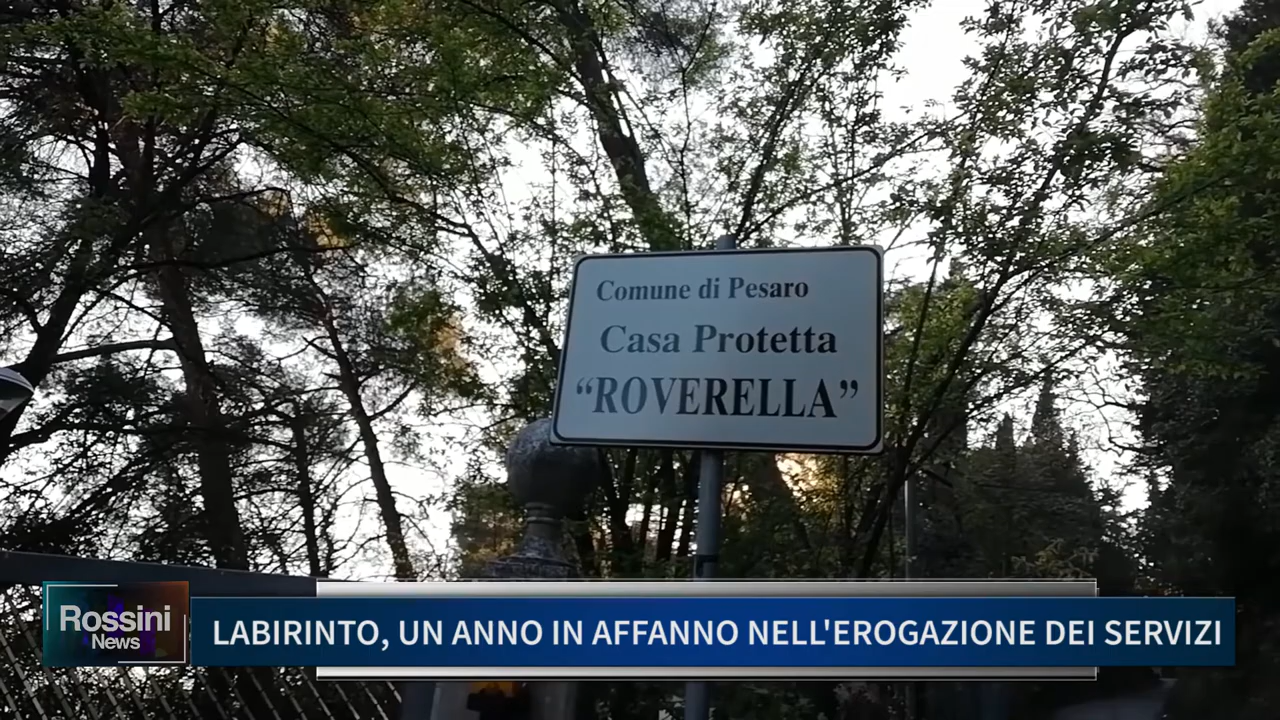 Comune di Pesaro
Casa Protetta
“ROVERELLA”
Rossini
News
LABIRINTO, UN ANNO IN AFFANNO NELL'EROGAZIONE DEI SERVIZI